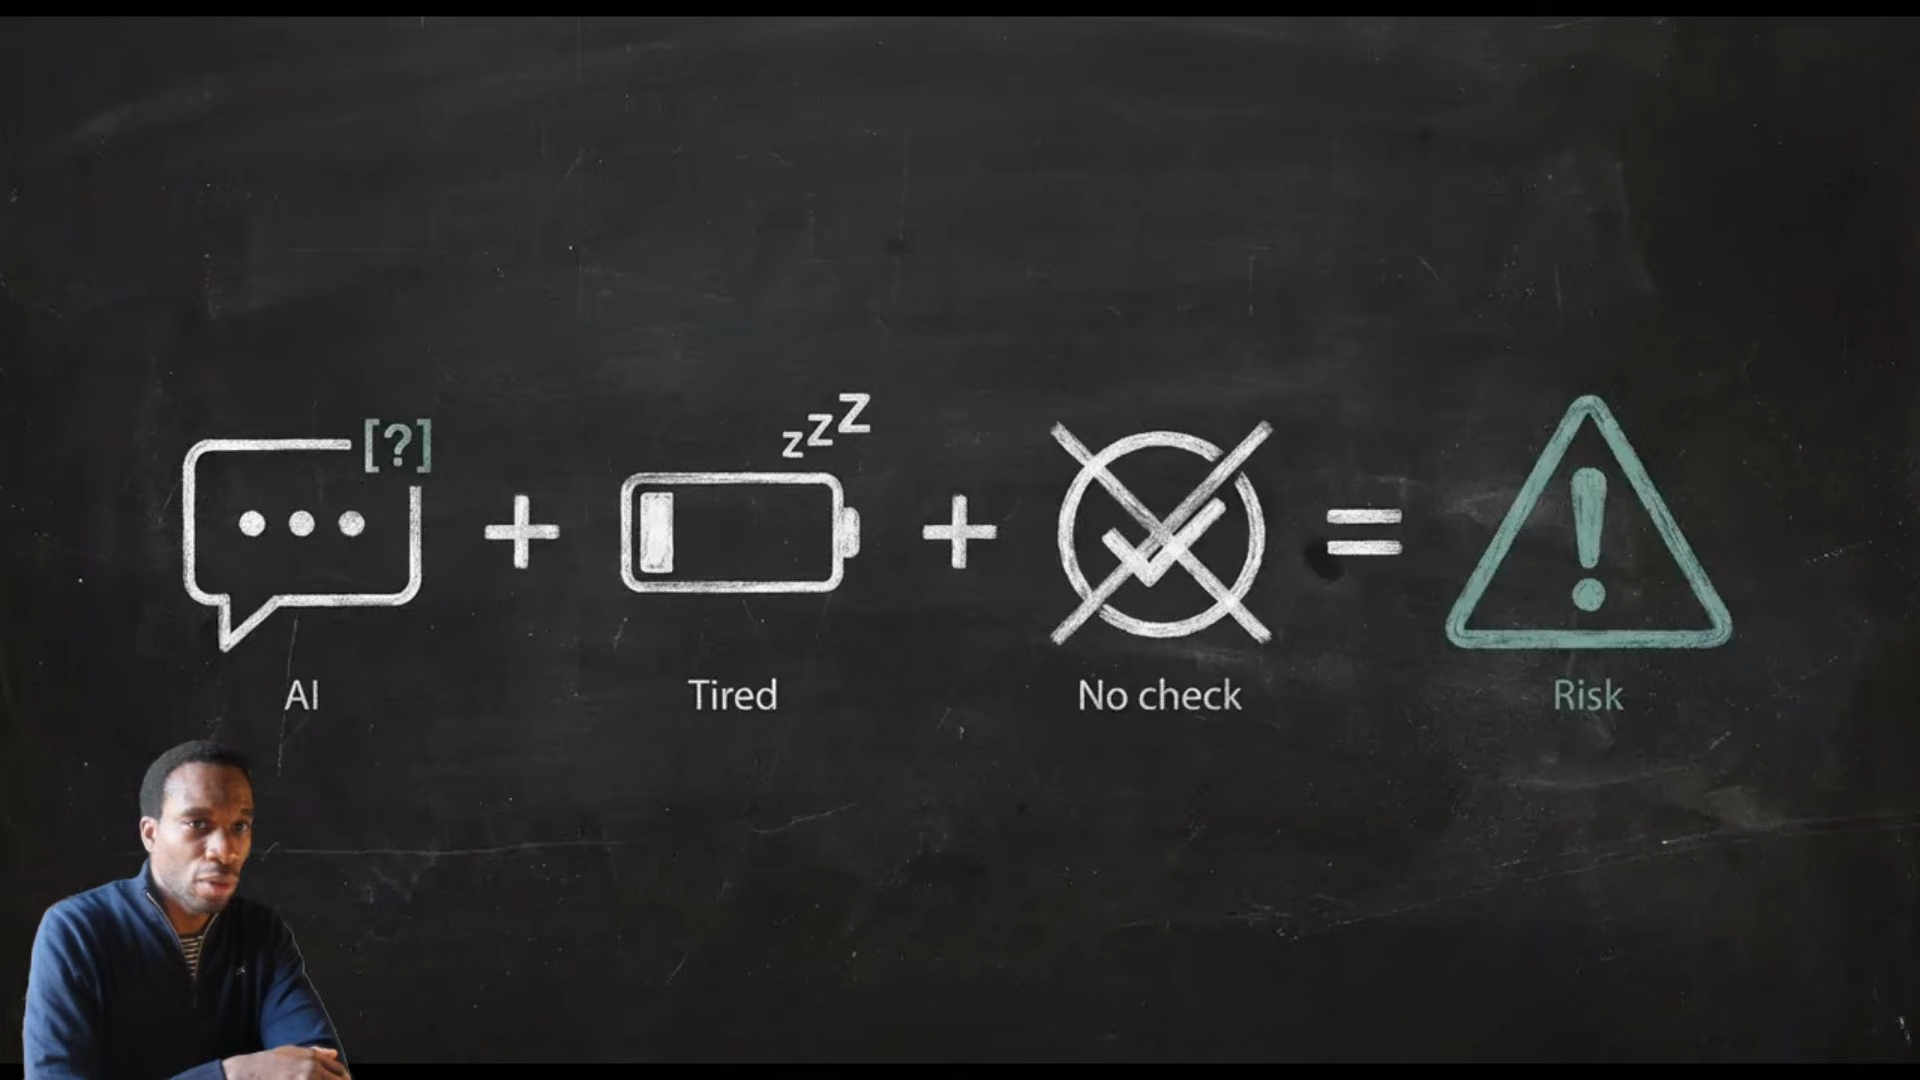 [?]
zzZ
+ + =
AI Tired No check Risk